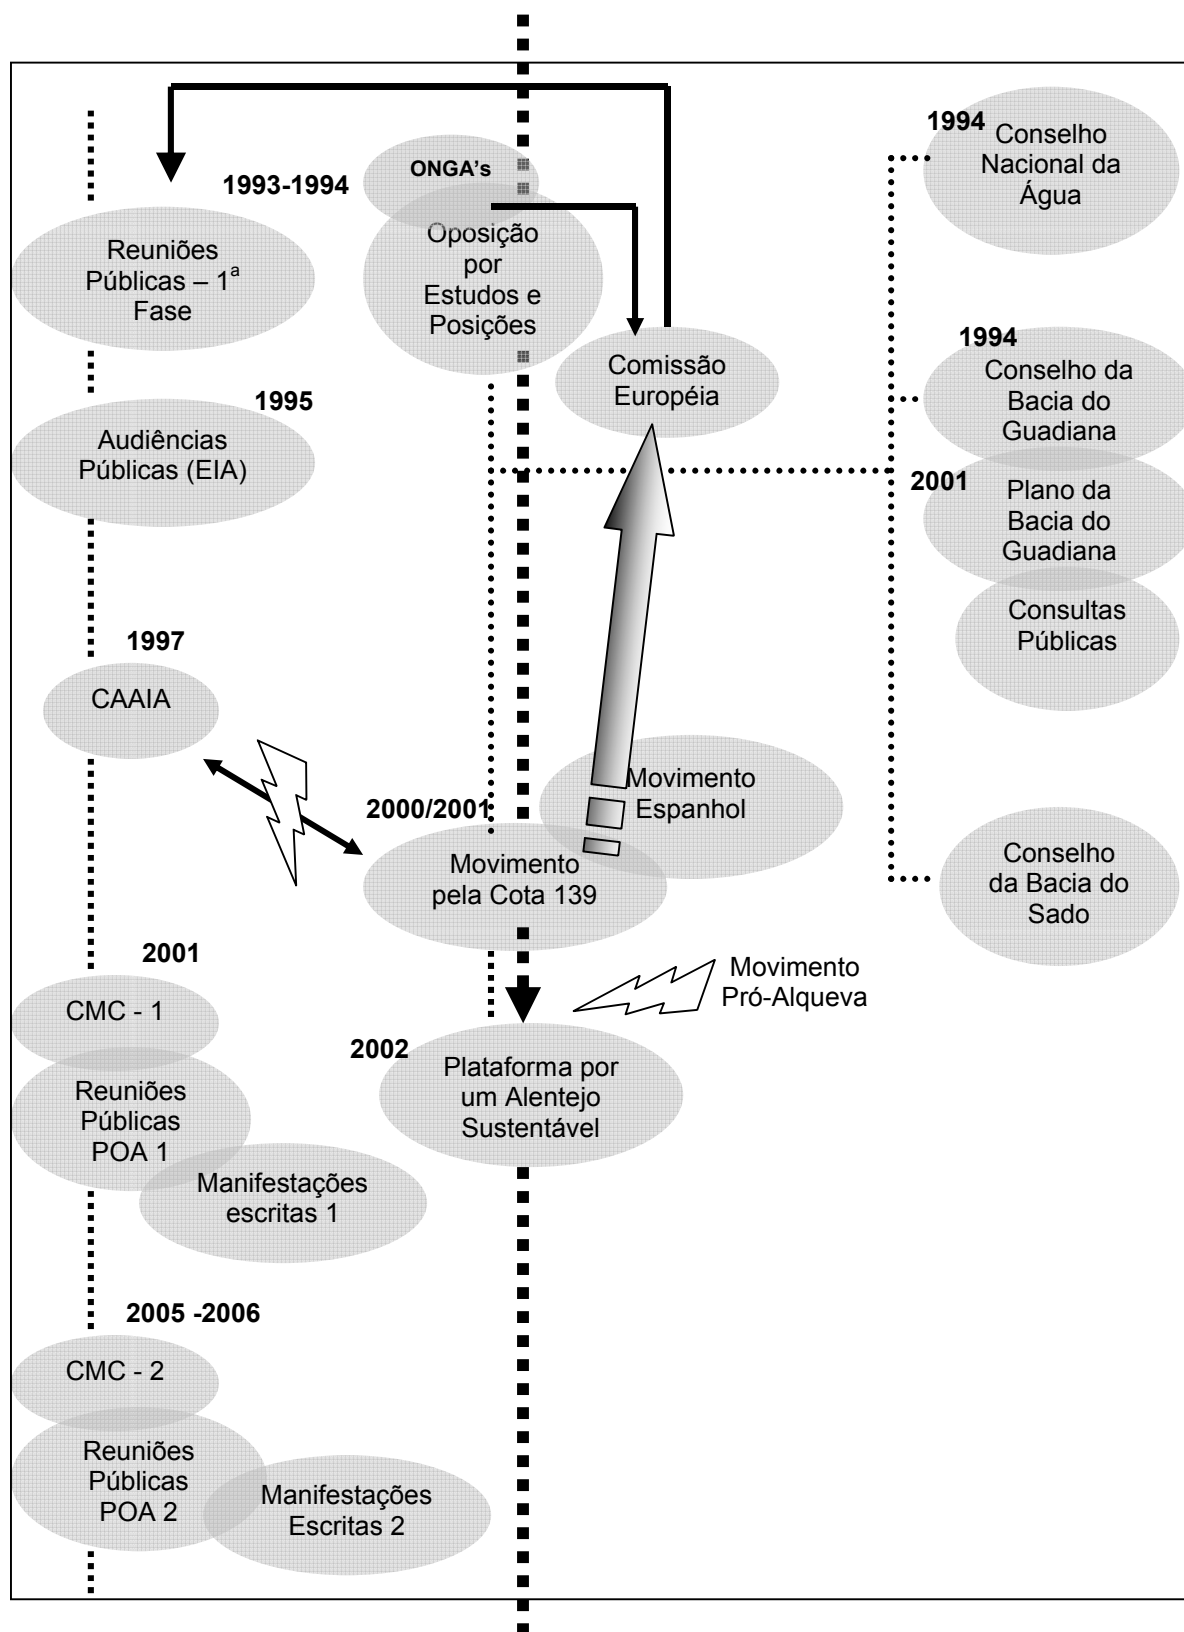 1994
Conselho
Nacional da
Água
ONGA's
1993-1994
Reuniões
Públicas – 1ª
Fase
Oposição
por
Estudos e
Posições
Comissão
Européia
1994
Conselho da
Bacia do
Guadiana
1995
Audiências
Públicas (EIA)
2001
Plano da
Bacia do
Guadiana
Consultas
Públicas
1997
CAAIA
Movimento
Espanhol
2000/2001
Movimento
pela Cota 139
Conselho
da Bacia do
Sado
2001
CMC - 1
Reuniões
Públicas
POA 1
Manifestações
escritas 1
Movimento
Pró-Alqueva
2002
Plataforma por
um Alentejo
Sustentável
2005 -2006
CMC - 2
Reuniões
Públicas
POA 2
Manifestações
Escritas 2